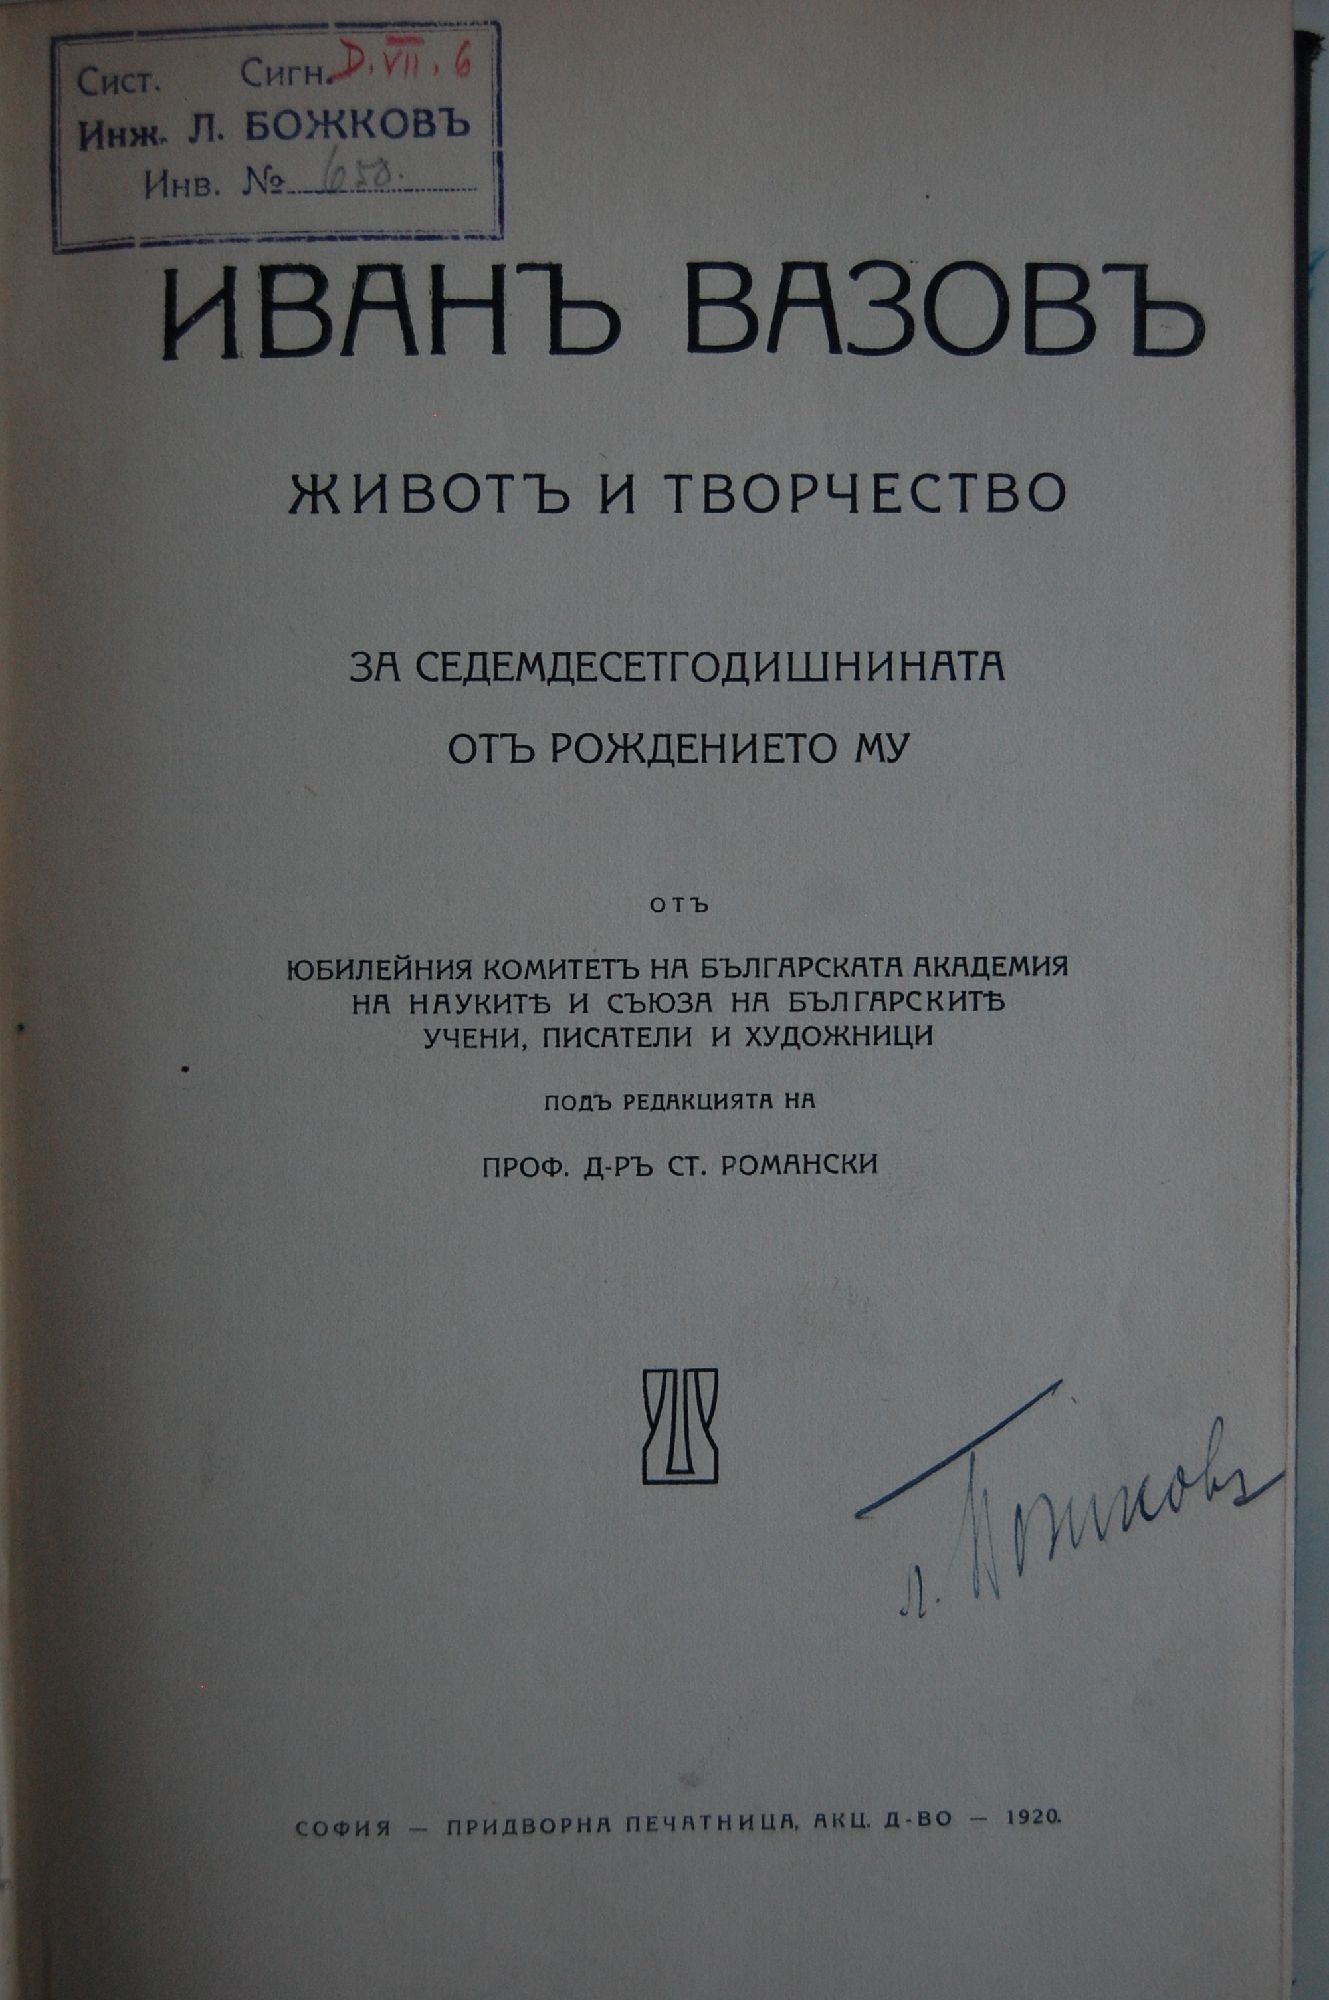 Сист. Сигн. D. VII. 6
Инж. Л. БОЖКОВЪ
Инв. № 650.
ИВАНЪ ВАЗОВЪ
ЖИВОТЪ И ТВОРЧЕСТВО
ЗА СЕДЕМДЕСЕТГОДИШНИНАТА
ОТЪ РОЖДЕНИЕТО МУ
ОТЪ
ЮБИЛЕЙНИЯ КОМИТЕТЪ НА БЪЛГАРСКАТА АКАДЕМИЯ
НА НАУКИТѢ И СЪЮЗА НА БЪЛГАРСКИТѢ
УЧЕНИ, ПИСАТЕЛИ И ХУДОЖНИЦИ
ПОДЪ РЕДАКЦИЯТА НА
ПРОФ. Д-РЪ СТ. РОМАНСКИ
Л. Божковъ
СОФИЯ — ПРИДВОРНА ПЕЧАТНИЦА, АКЦ. Д-ВО — 1920.